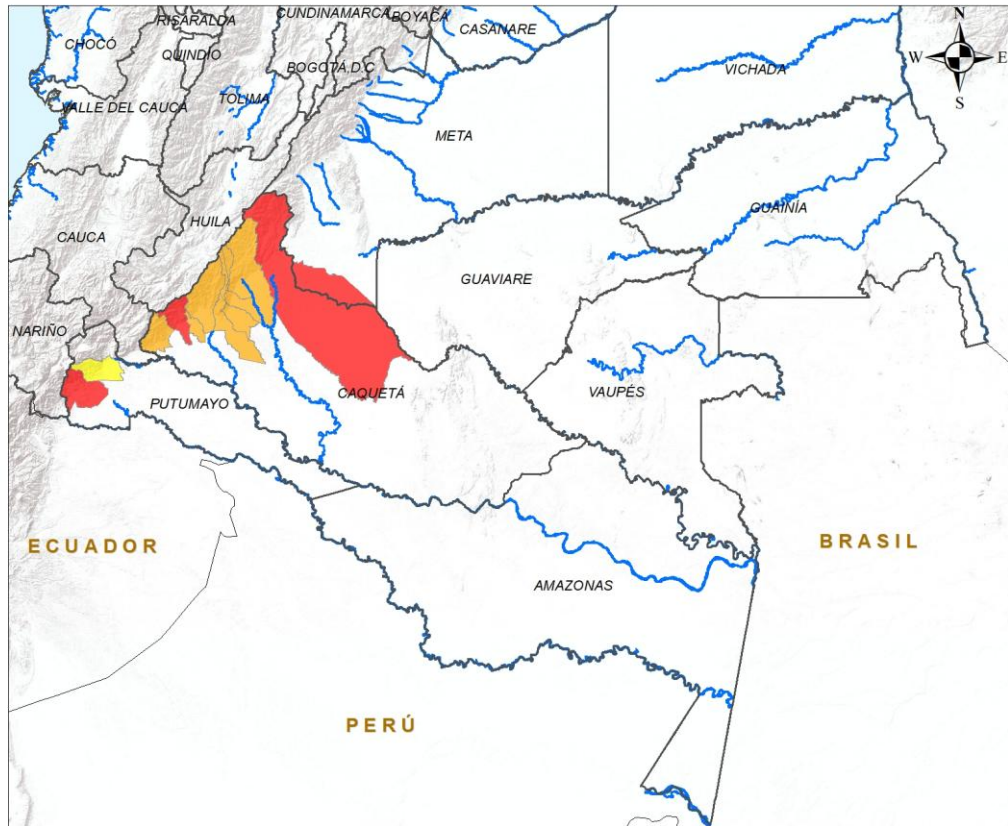 CUNDINAMARCA
BOYACÁ
RISARALDA
CASANARE
N
CHOCÓ
QUINDÍO
BOGOTÁ D.C
W
E
VICHADA
S
TOLIMA
VALLE DEL CAUCA
META
HUILA
GUAINÍA
CAUCA
GUAVIARE
NARIÑO
CAQUETÁ
VAUPÉS
PUTUMAYO
ECUADOR
BRASIL
AMAZONAS
PERÚ